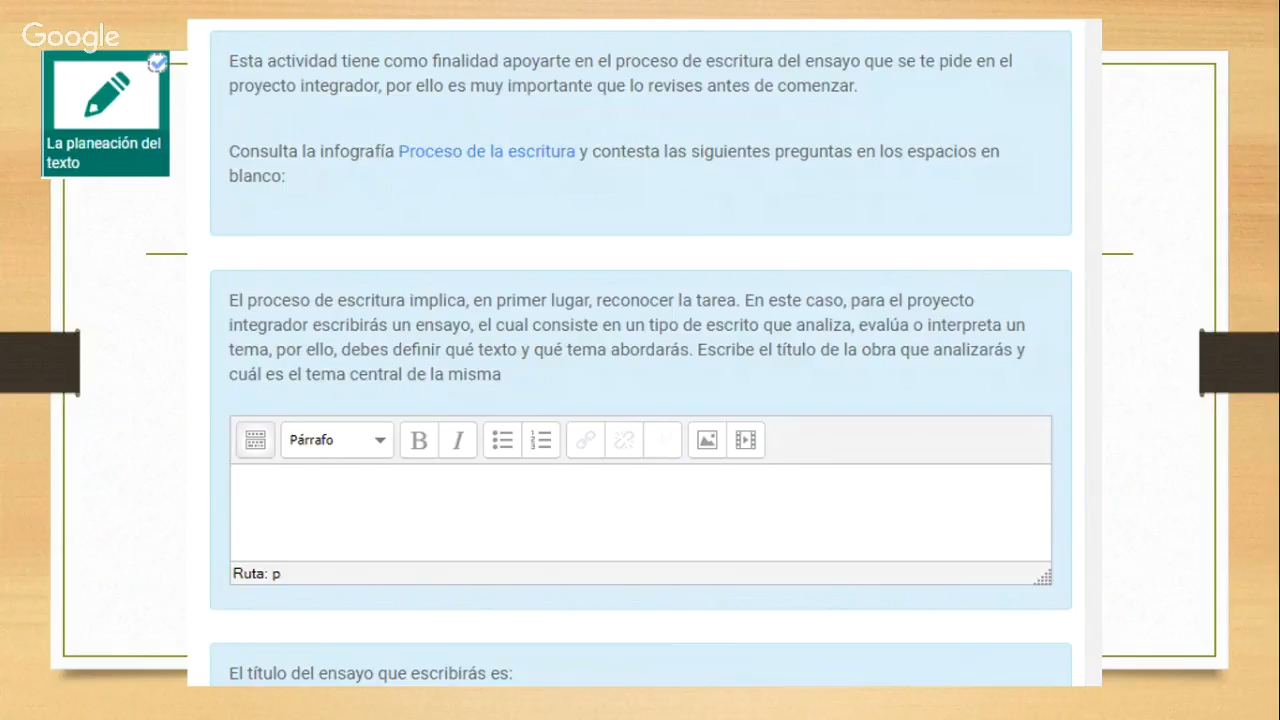 Google
La planeación del
texto
Esta actividad tiene como finalidad apoyarte en el proceso de escritura del ensayo que se te pide en el
proyecto integrador, por ello es muy importante que lo revises antes de comenzar.
Consulta la infografía Proceso de la escritura y contesta las siguientes preguntas en los espacios en
blanco:
El proceso de escritura implica, en primer lugar, reconocer la tarea. En este caso, para el proyecto
integrador escribirás un ensayo, el cual consiste en un tipo de escrito que analiza, evalúa o interpreta un
tema, por ello, debes definir qué texto y qué tema abordarás. Escribe el título de la obra que analizarás y
cuál es el tema central de la misma
Párrafo
B I
Ruta: p
El título del ensayo que escribirás es: